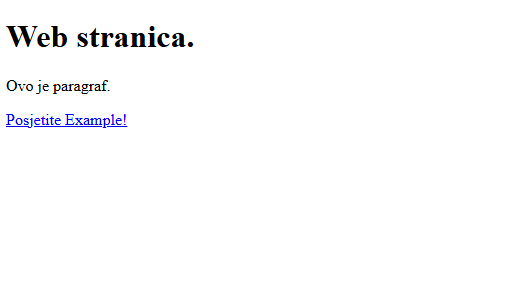 Web stranica.
Ovo je paragraf.
Posjetite Example!